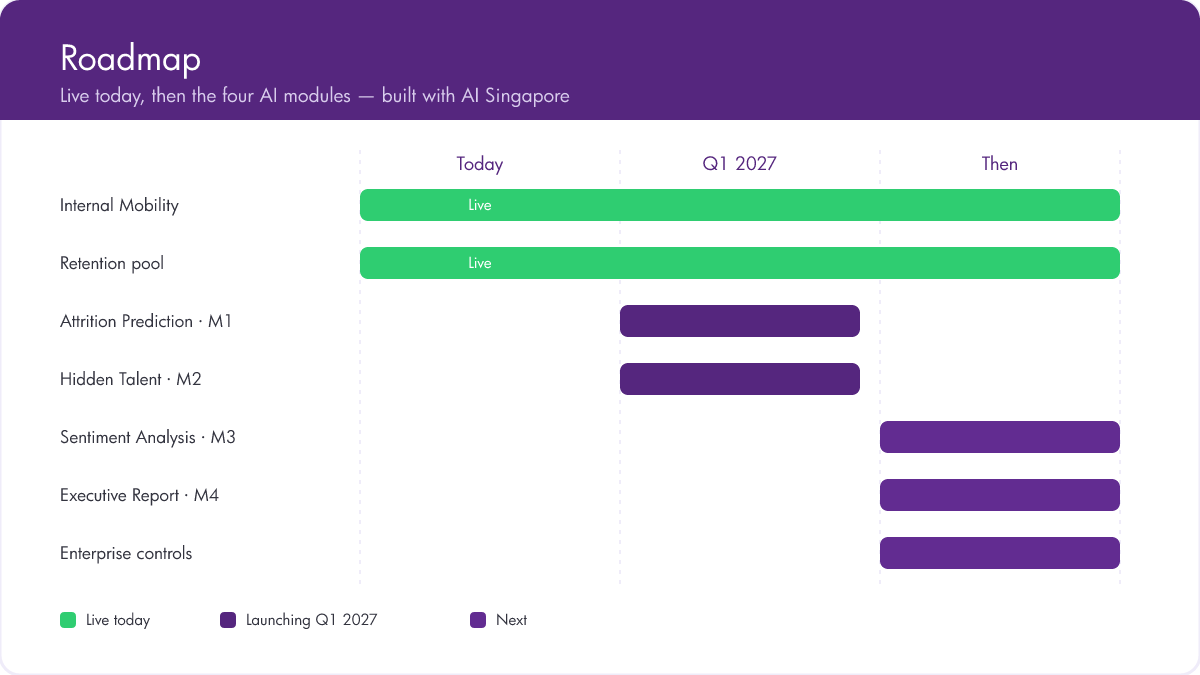 Roadmap
Live today, then the four AI modules — built with AI Singapore
Today Q1 2027 Then
Internal Mobility Live
Retention pool Live
Attrition Prediction · M1
Hidden Talent · M2
Sentiment Analysis · M3
Executive Report · M4
Enterprise controls
Live today Launching Q1 2027 Next